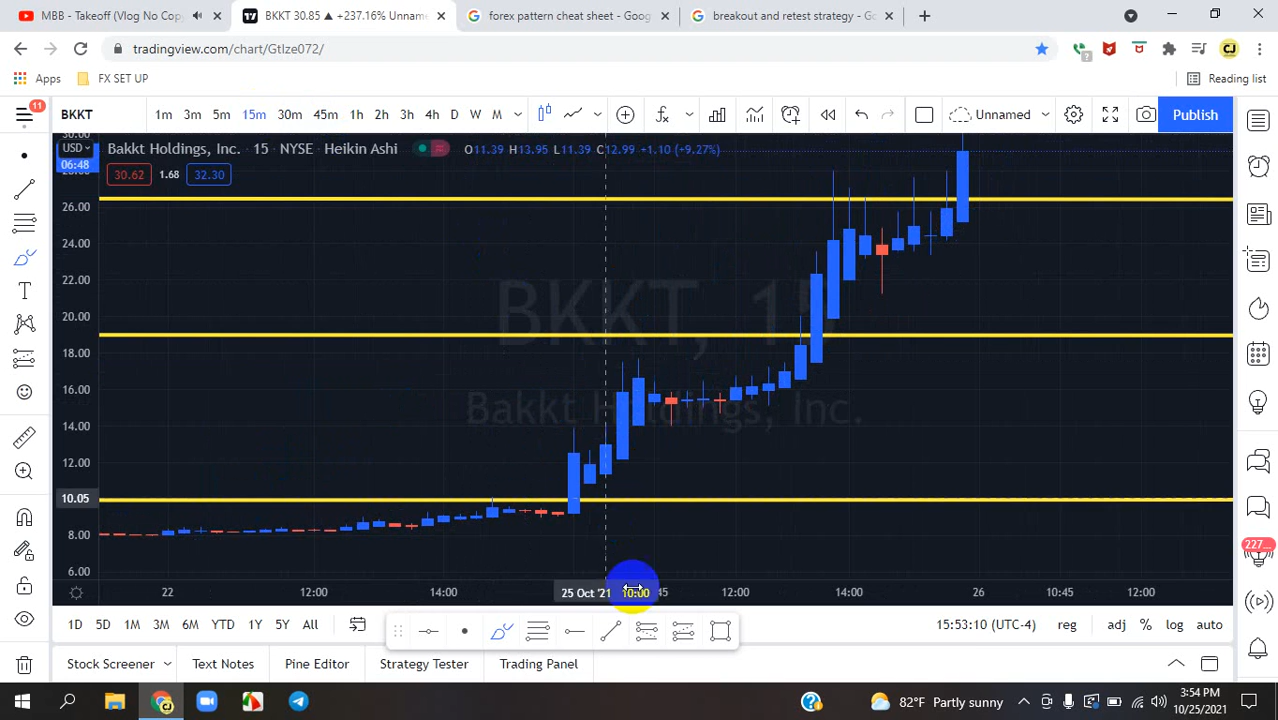 MBB - Takeoff (Vlog No Cop
BKKT 30.85 ▲ +237.16% Unname
forex pattern cheat sheet - Goog
breakout and retest strategy - Go
tradingview.com/chart/GtIze072/
Apps
FX SET UP
Reading list
11
BKKT
1m 3m 5m 15m 30m 45m 1h 2h 3h 4h D W M
Unnamed
Publish
30.00
USD
06:48
Bakkt Holdings, Inc. · 15 · NYSE · Heikin Ashi
O11.39 H13.95 L11.39 C12.99 +1.10 (+9.27%)
30.62 1.68 32.30
26.00
24.00
22.00
20.00
18.00
16.00
14.00
12.00
10.05
8.00
6.00
BKKT, 15
Bakkt Holdings, Inc.
227...
22 12:00 14:00 25 Oct '21 10:00 :45 12:00 14:00 26 10:45 12:00
1D 5D 1M 3M 6M YTD 1Y 5Y All
15:53:10 (UTC-4) reg adj % log auto
Stock Screener Text Notes Pine Editor Strategy Tester Trading Panel
82°F Partly sunny
3:54 PM
10/25/2021